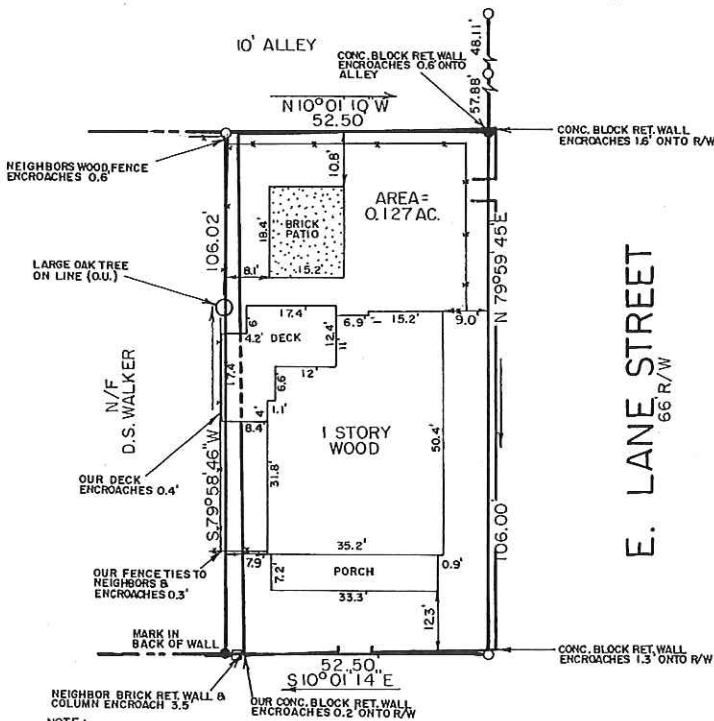 10' ALLEY
CONC. BLOCK RET. WALL
ENCROACHES 0.6' ONTO
ALLEY
48.11'
57.88'
N 10° 01' 10" W
52.50'
CONC. BLOCK RET. WALL
ENCROACHES 1.6' ONTO R/W
NEIGHBORS WOOD FENCE
ENCROACHES 0.6'
10.8'
AREA=
0.127 AC.
BRICK
PATIO
18.4'
15.2'
8.1'
106.02'
N 79° 59' 45" E
LARGE OAK TREE
ON LINE (O.U.)
17.4'
6'
4.2'
DECK
12.4'
11'
6.9'
15.2'
9.0'
12'
6.6'
17.4'
4'
1.1'
8.4'
N/F
D.S. WALKER
E. LANE STREET
66' R/W
1 STORY
WOOD
50.4'
31.8'
OUR DECK
ENCROACHES 0.4'
S 79° 58' 46" W
106.00'
35.2'
7.9'
7.2'
PORCH
0.9'
33.3'
12.3'
OUR FENCE TIES TO
NEIGHBORS &
ENCROACHES 0.3'
MARK IN
BACK OF WALL
52.50'
S 10° 01' 14" E
CONC. BLOCK RET. WALL
ENCROACHES 1.3' ONTO R/W
NEIGHBOR BRICK RET. WALL &
COLUMN ENCROACH 3.5'
OUR CONC. BLOCK RET. WALL
ENCROACHES 0.2' ONTO R/W
NOTE: